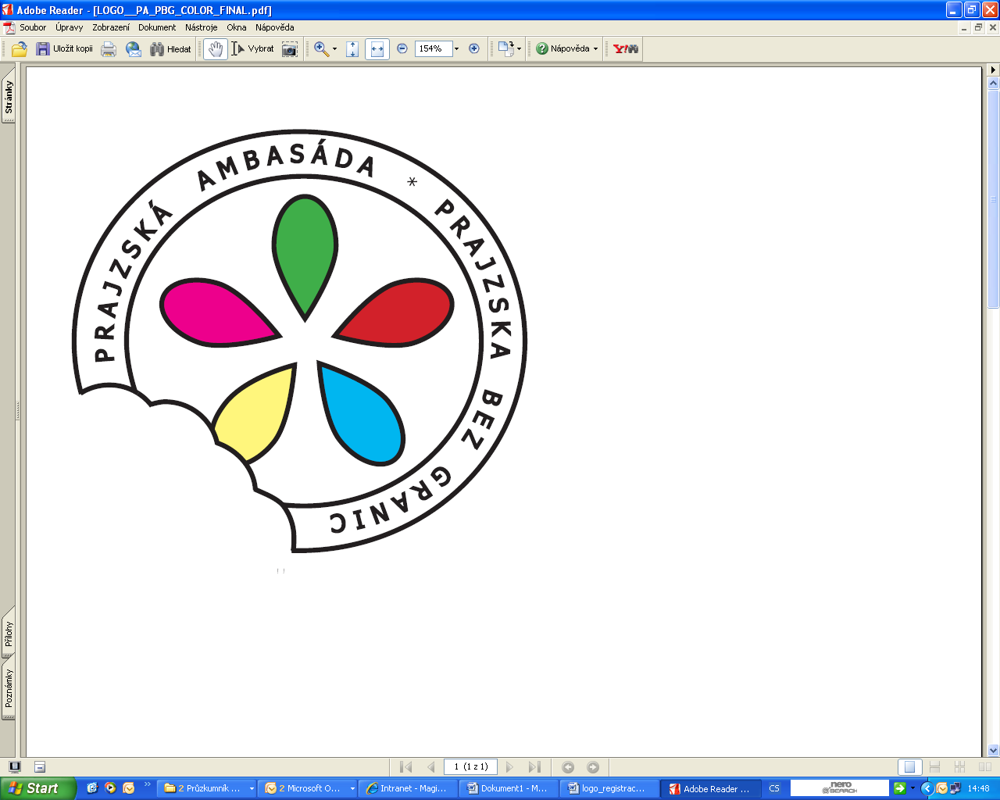 Adobe Reader - [LOGO__PA_PBG_COLOR_FINAL.pdf]
Soubor Úpravy Zobrazení Dokument Nástroje Okna Nápověda
Uložit kopii Hledat Vybrat 154% Nápověda Y!
Stránky
PRAJZSKÁ AMBASÁDA * PRAJZSKA BEZ GRANIC
Přílohy
Poznámky
1 (1 z 1)
Start 2 Průzkumník ... 2 Microsoft O... Intranet - Magi... Dokument1 - M... logo_registrac... Adobe Reader ... CS nero @SEARCH 14:48